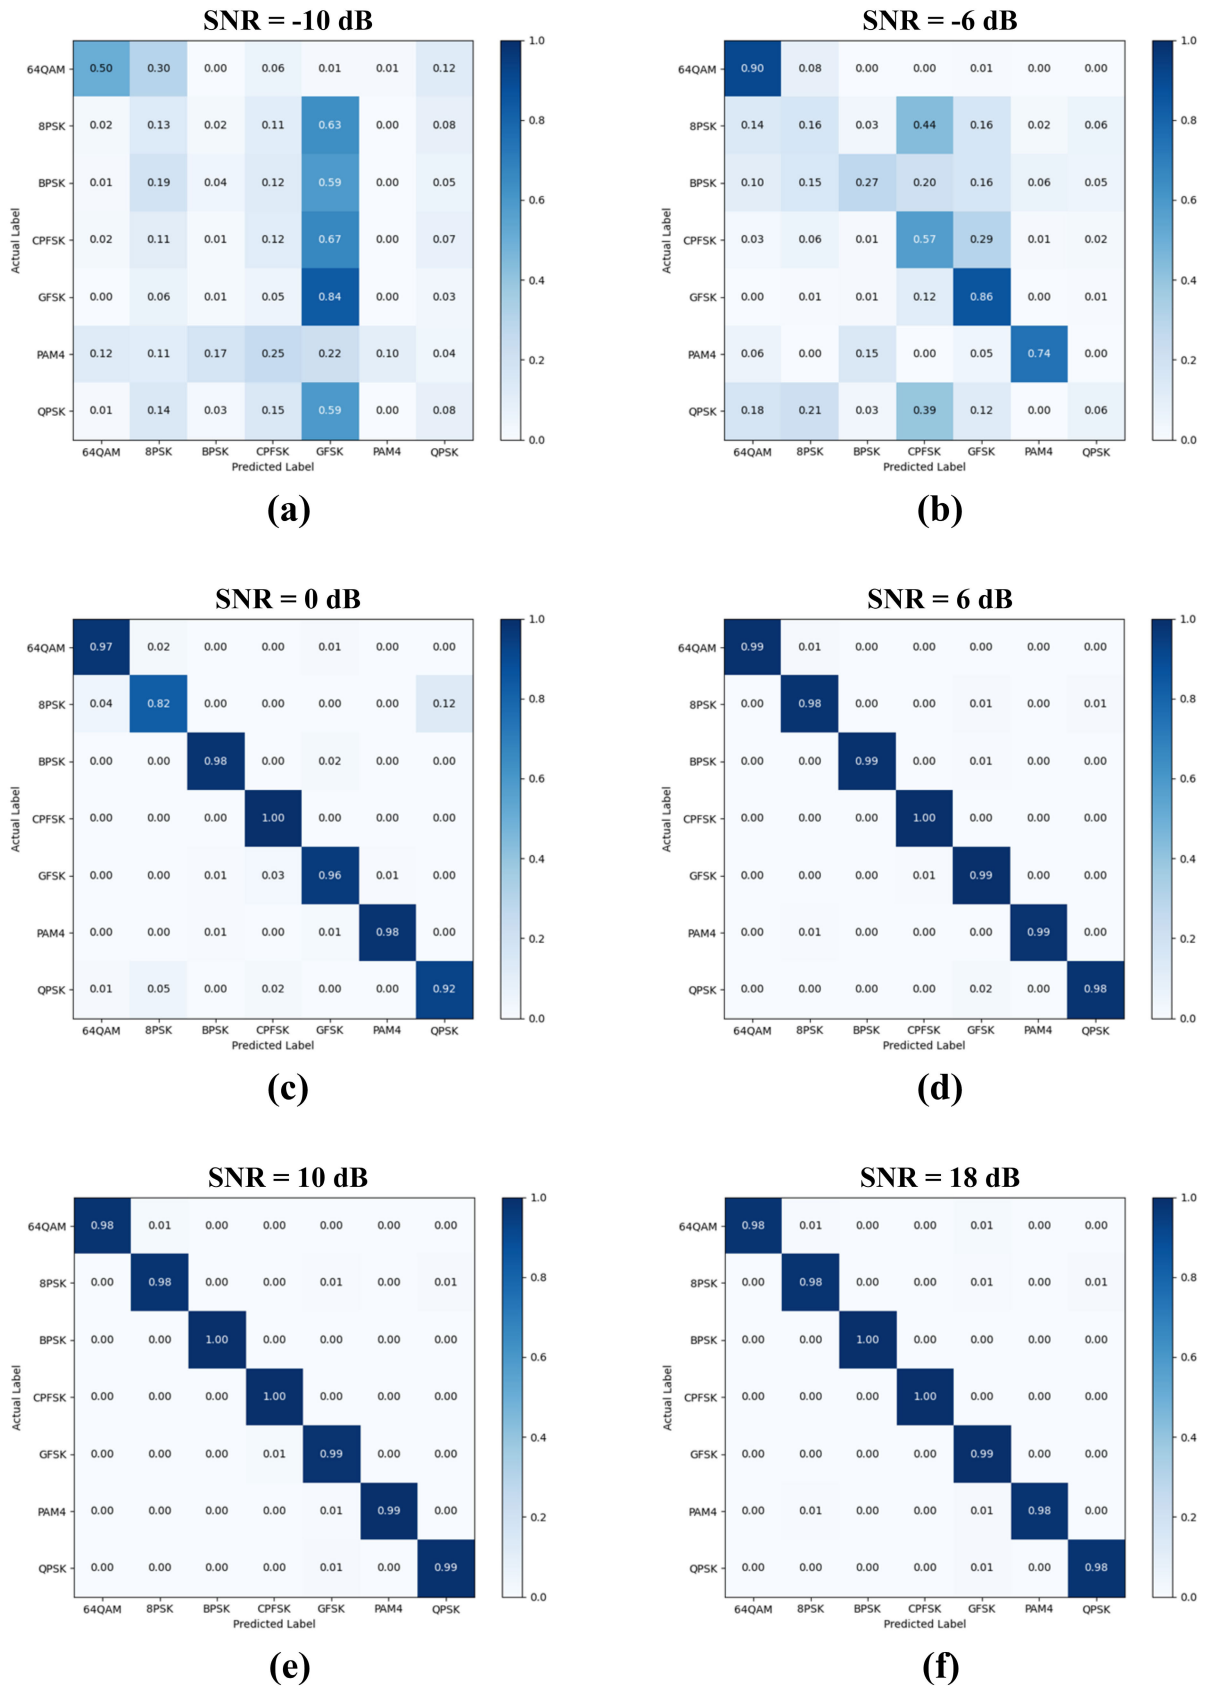 SNR = -10 dB
64QAM 0.50 0.30 0.00 0.06 0.01 0.01 0.12
8PSK 0.02 0.13 0.02 0.11 0.63 0.00 0.08
BPSK 0.01 0.19 0.04 0.12 0.59 0.00 0.05
CPFSK 0.02 0.11 0.01 0.12 0.67 0.00 0.07
GFSK 0.00 0.06 0.01 0.05 0.84 0.00 0.03
PAM4 0.12 0.11 0.17 0.25 0.22 0.10 0.04
QPSK 0.01 0.14 0.03 0.15 0.59 0.00 0.08
64QAM 8PSK BPSK CPFSK GFSK PAM4 QPSK
Predicted Label
Actual Label
1.0
0.8
0.6
0.4
0.2
0.0
(a)
SNR = -6 dB
64QAM 0.90 0.08 0.00 0.00 0.01 0.00 0.00
8PSK 0.14 0.16 0.03 0.44 0.16 0.02 0.06
BPSK 0.10 0.15 0.27 0.20 0.16 0.06 0.05
CPFSK 0.03 0.06 0.01 0.57 0.29 0.01 0.02
GFSK 0.00 0.01 0.01 0.12 0.86 0.00 0.01
PAM4 0.06 0.00 0.15 0.00 0.05 0.74 0.00
QPSK 0.18 0.21 0.03 0.39 0.12 0.00 0.06
64QAM 8PSK BPSK CPFSK GFSK PAM4 QPSK
Predicted Label
Actual Label
1.0
0.8
0.6
0.4
0.2
0.0
(b)
SNR = 0 dB
64QAM 0.97 0.02 0.00 0.00 0.01 0.00 0.00
8PSK 0.04 0.82 0.00 0.00 0.00 0.00 0.12
BPSK 0.00 0.00 0.98 0.00 0.02 0.00 0.00
CPFSK 0.00 0.00 0.00 1.00 0.00 0.00 0.00
GFSK 0.00 0.00 0.01 0.03 0.96 0.01 0.00
PAM4 0.00 0.00 0.01 0.00 0.01 0.98 0.00
QPSK 0.01 0.05 0.00 0.02 0.00 0.00 0.92
64QAM 8PSK BPSK CPFSK GFSK PAM4 QPSK
Predicted Label
Actual Label
1.0
0.8
0.6
0.4
0.2
0.0
(c)
SNR = 6 dB
64QAM 0.99 0.01 0.00 0.00 0.00 0.00 0.00
8PSK 0.00 0.98 0.00 0.00 0.01 0.00 0.01
BPSK 0.00 0.00 0.99 0.00 0.01 0.00 0.00
CPFSK 0.00 0.00 0.00 1.00 0.00 0.00 0.00
GFSK 0.00 0.00 0.00 0.01 0.99 0.00 0.00
PAM4 0.00 0.01 0.00 0.00 0.00 0.99 0.00
QPSK 0.00 0.00 0.00 0.00 0.02 0.00 0.98
64QAM 8PSK BPSK CPFSK GFSK PAM4 QPSK
Predicted Label
Actual Label
1.0
0.8
0.6
0.4
0.2
0.0
(d)
SNR = 10 dB
64QAM 0.98 0.01 0.00 0.00 0.00 0.00 0.00
8PSK 0.00 0.98 0.00 0.00 0.01 0.00 0.01
BPSK 0.00 0.00 1.00 0.00 0.00 0.00 0.00
CPFSK 0.00 0.00 0.00 1.00 0.00 0.00 0.00
GFSK 0.00 0.00 0.00 0.01 0.99 0.00 0.00
PAM4 0.00 0.00 0.00 0.00 0.01 0.99 0.00
QPSK 0.00 0.00 0.00 0.00 0.01 0.00 0.99
64QAM 8PSK BPSK CPFSK GFSK PAM4 QPSK
Predicted Label
Actual Label
1.0
0.8
0.6
0.4
0.2
0.0
(e)
SNR = 18 dB
64QAM 0.98 0.01 0.00 0.00 0.01 0.00 0.00
8PSK 0.00 0.98 0.00 0.00 0.01 0.00 0.01
BPSK 0.00 0.00 1.00 0.00 0.00 0.00 0.00
CPFSK 0.00 0.00 0.00 1.00 0.00 0.00 0.00
GFSK 0.00 0.00 0.00 0.00 0.99 0.00 0.00
PAM4 0.00 0.01 0.00 0.00 0.01 0.98 0.00
QPSK 0.00 0.00 0.00 0.00 0.01 0.00 0.98
64QAM 8PSK BPSK CPFSK GFSK PAM4 QPSK
Predicted Label
Actual Label
1.0
0.8
0.6
0.4
0.2
0.0
(f)